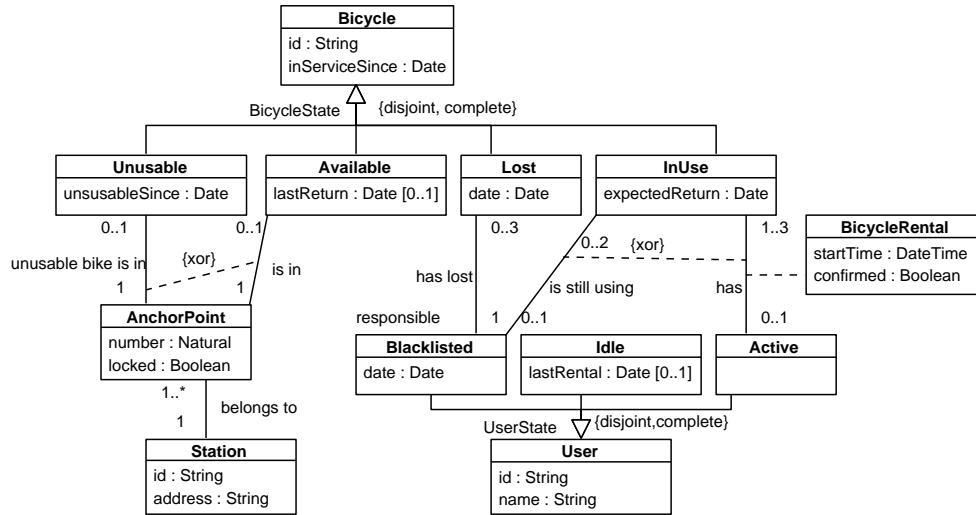 Bicycle
id : String
inServiceSince : Date
BicycleState
{disjoint, complete}
Unusable
unsusableSince : Date
Available
lastReturn : Date [0..1]
Lost
date : Date
InUse
expectedReturn : Date
0..1
0..1
0..3
0..2
1..3
BicycleRental
startTime : DateTime
confirmed : Boolean
unusable bike is in
{xor}
is in
{xor}
has lost
is still using
has
1
1
responsible
1
0..1
0..1
AnchorPoint
number : Natural
locked : Boolean
Blacklisted
date : Date
Idle
lastRental : Date [0..1]
Active
1..*
belongs to
1
UserState
{disjoint,complete}
Station
id : String
address : String
User
id : String
name : String